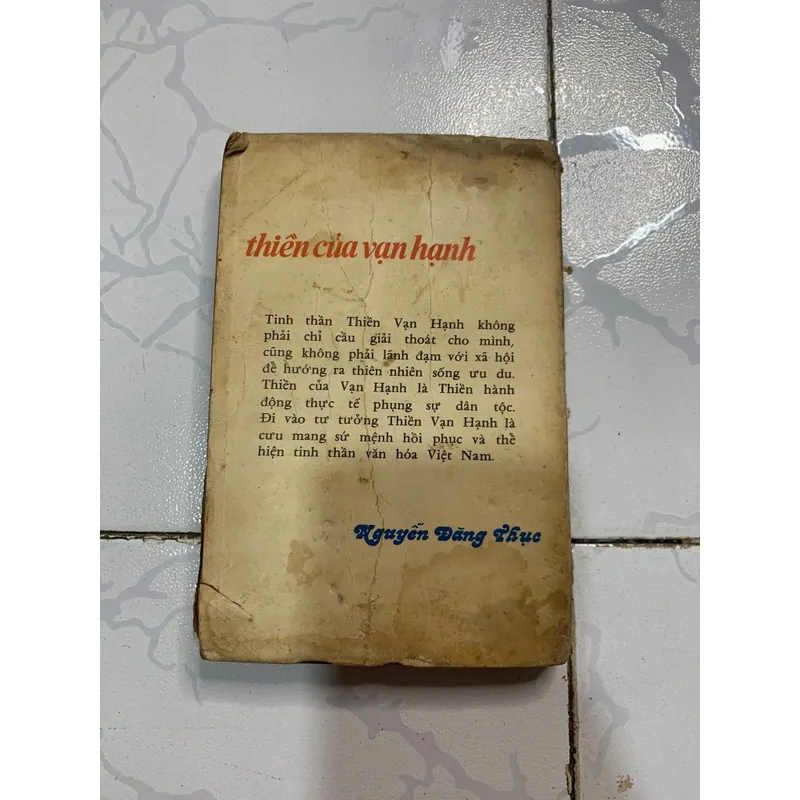 thiền của vạn hạnh
Tinh thần Thiền Vạn Hạnh không
phải chỉ cầu giải thoát cho mình,
cũng không phải lãnh đạm với xã hội
để hướng ra thiên nhiên sống ưu du.
Thiền của Vạn Hạnh là Thiền hành
động thực tế phụng sự dân tộc.
Đi vào tư tưởng Thiền Vạn Hạnh là
cưu mang sứ mệnh hồi phục và thể
hiện tinh thần văn hóa Việt Nam.
Nguyễn Đăng Thục